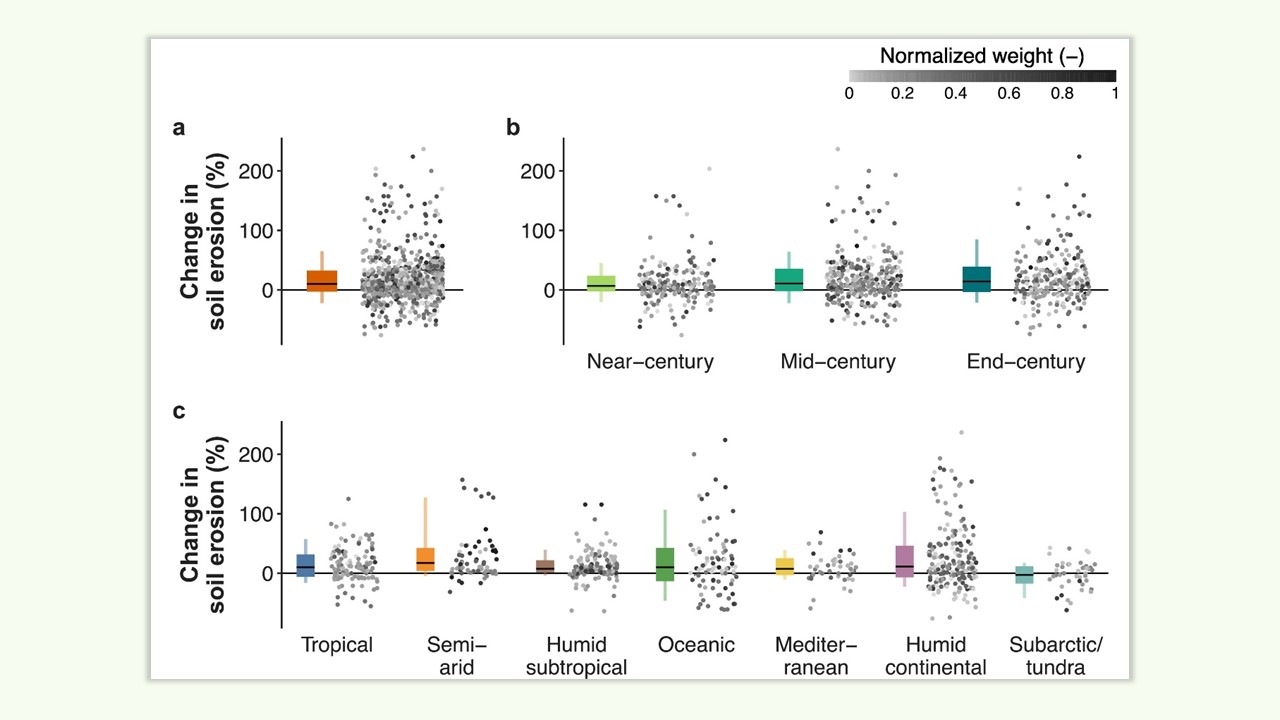 Normalized weight (–)
0 0.2 0.4 0.6 0.8 1
a
Change in
soil erosion (%)
200
100
0
b
200
100
0
Near–century Mid–century End–century
c
Change in
soil erosion (%)
200
100
0
Tropical Semi– Humid Oceanic Mediter– Humid Subarctic/
arid subtropical ranean continental tundra